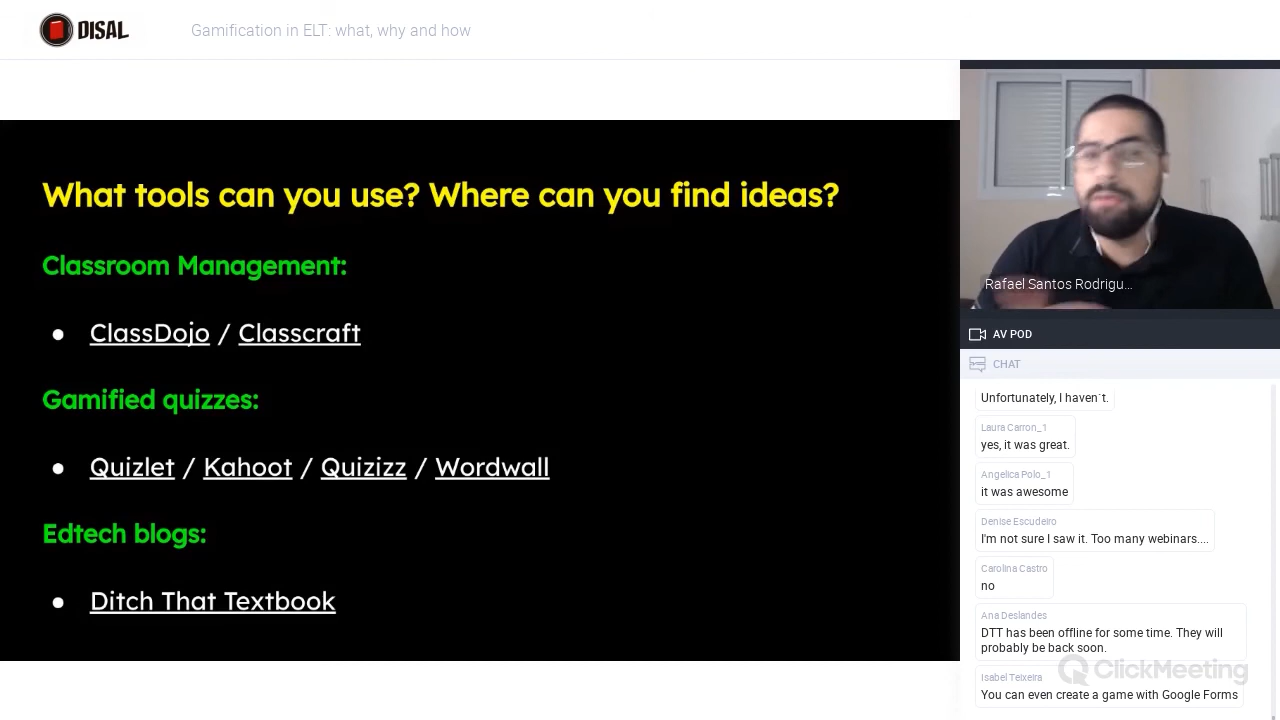 DISAL
Gamification in ELT: what, why and how
What tools can you use? Where can you find ideas?
Classroom Management:
● ClassDojo / Classcraft
Gamified quizzes:
● Quizlet / Kahoot / Quizizz / Wordwall
Edtech blogs:
● Ditch That Textbook
Rafael Santos Rodrigu...
AV POD
CHAT
Unfortunately, I haven`t.
Laura Carron_1
yes, it was great.
Angelica Polo_1
it was awesome
Denise Escudeiro
I'm not sure I saw it. Too many webinars....
Carolina Castro
no
Ana Deslandes
DTT has been offline for some time. They will
probably be back soon.
ClickMeeting
Isabel Teixeira
You can even create a game with Google Forms